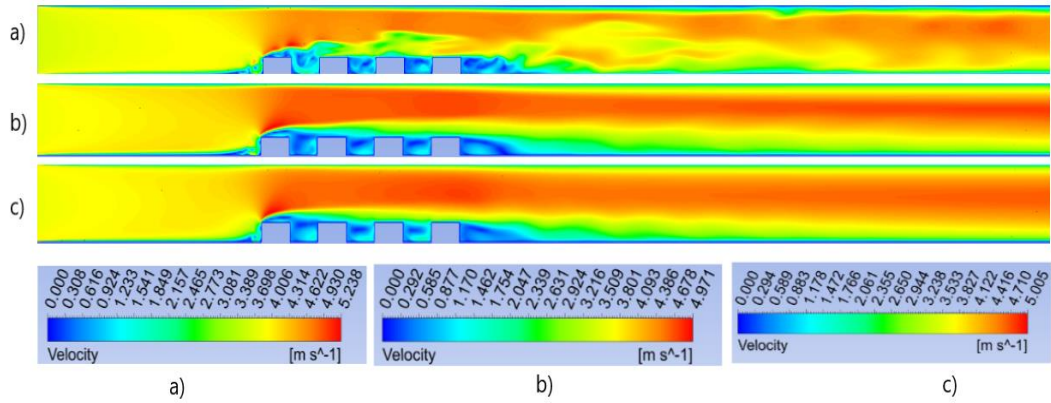 a)
b)
c)
0.000 0.308 0.616 0.924 1.233 1.541 1.849 2.157 2.465 2.773 3.081 3.389 3.698 4.006 4.314 4.622 4.930 5.238
Velocity [m s^-1]
0.000 0.292 0.585 0.877 1.170 1.462 1.754 2.047 2.339 2.631 2.924 3.216 3.509 3.801 4.093 4.386 4.678 4.971
Velocity [m s^-1]
0.000 0.294 0.589 0.883 1.178 1.472 1.766 2.061 2.355 2.650 2.944 3.238 3.533 3.827 4.122 4.416 4.710 5.005
Velocity [m s^-1]
a) b) c)